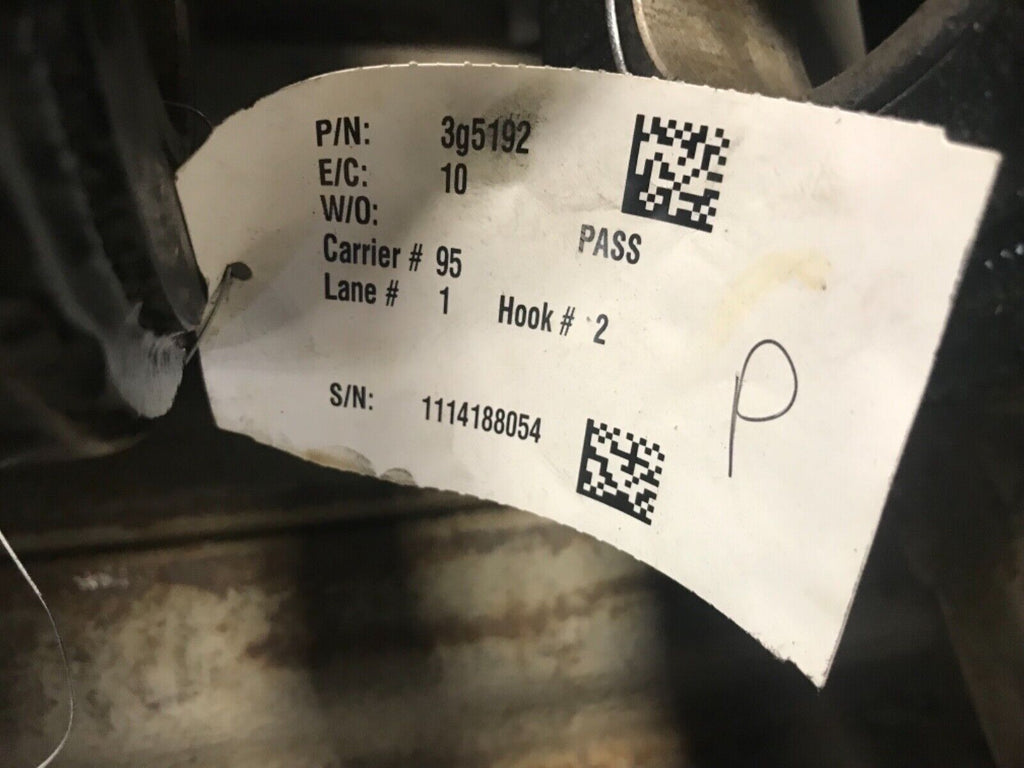 P/N: 3g5192
E/C: 10
W/O:
PASS
Carrier # 95
Lane # 1 Hook # 2
P
S/N: 1114188054